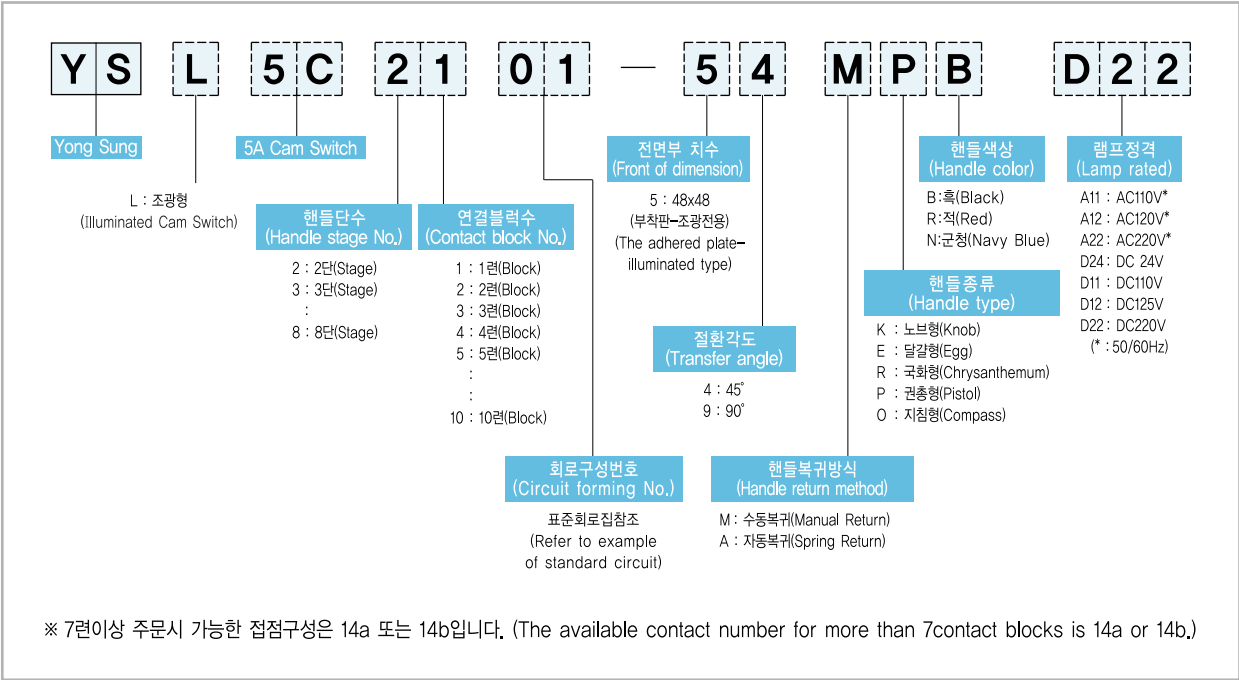 YS L 5C 21 01 — 54 MPB D22
Yong Sung
L : 조광형
(Illuminated Cam Switch)
5A Cam Switch
핸들단수
(Handle stage No.)
2 : 2단(Stage)
3 : 3단(Stage)
:
8 : 8단(Stage)
연결블럭수
(Contact block No.)
1 : 1련(Block)
2 : 2련(Block)
3 : 3련(Block)
4 : 4련(Block)
5 : 5련(Block)
:
:
10 : 10련(Block)
회로구성번호
(Circuit forming No.)
표준회로집참조
(Refer to example
of standard circuit)
전면부 치수
(Front of dimension)
5 : 48x48
(부착판-조광전용)
(The adhered plate-
illuminated type)
절환각도
(Transfer angle)
4 : 45°
9 : 90°
핸들복귀방식
(Handle return method)
M : 수동복귀(Manual Return)
A : 자동복귀(Spring Return)
핸들종류
(Handle type)
K : 노브형(Knob)
E : 달걀형(Egg)
R : 국화형(Chrysanthemum)
P : 권총형(Pistol)
O : 지침형(Compass)
핸들색상
(Handle color)
B:흑(Black)
R:적(Red)
N:군청(Navy Blue)
램프정격
(Lamp rated)
A11 : AC110V*
A12 : AC120V*
A22 : AC220V*
D24 : DC 24V
D11 : DC110V
D12 : DC125V
D22 : DC220V
(* : 50/60Hz)
※ 7련이상 주문시 가능한 접점구성은 14a 또는 14b입니다. (The available contact number for more than 7contact blocks is 14a or 14b.)